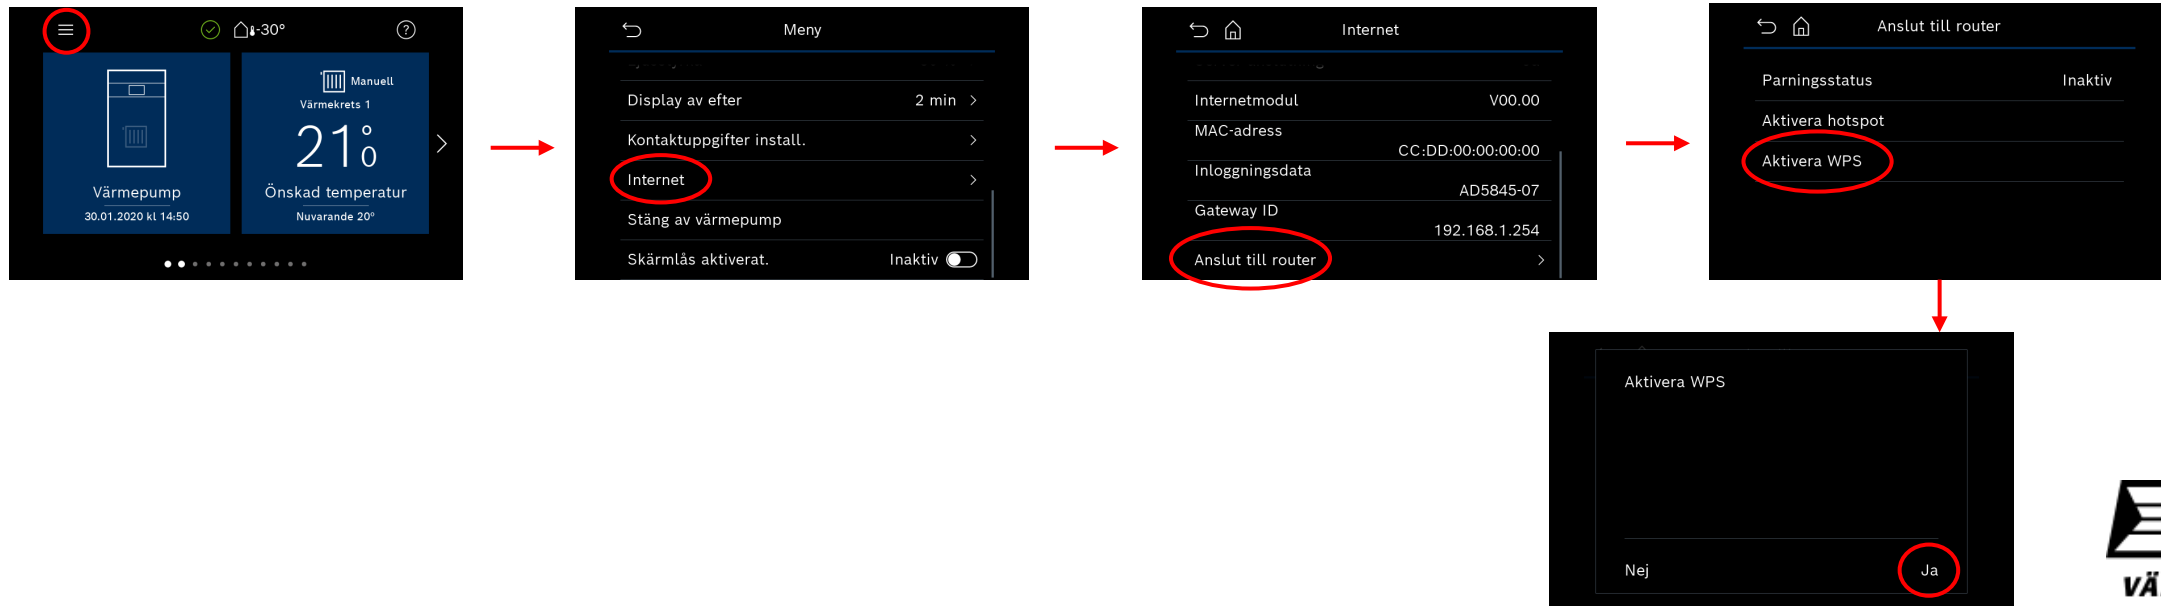 -30°
?
Manuell
Värmekrets 1
21°0
Värmepump
30.01.2020 kl 14:50
Önskad temperatur
Nuvarande 20°
Meny
Display av efter 2 min >
Kontaktuppgifter install. >
Internet >
Stäng av värmepump
Skärmlås aktiverat. Inaktiv
Internet
Internetmodul V00.00
MAC-adress
CC:DD:00:00:00:00
Inloggningsdata
AD5845-07
Gateway ID
192.168.1.254
Anslut till router >
Anslut till router
Parningsstatus Inaktiv
Aktivera hotspot
Aktivera WPS
Aktivera WPS
Nej Ja
VÄ